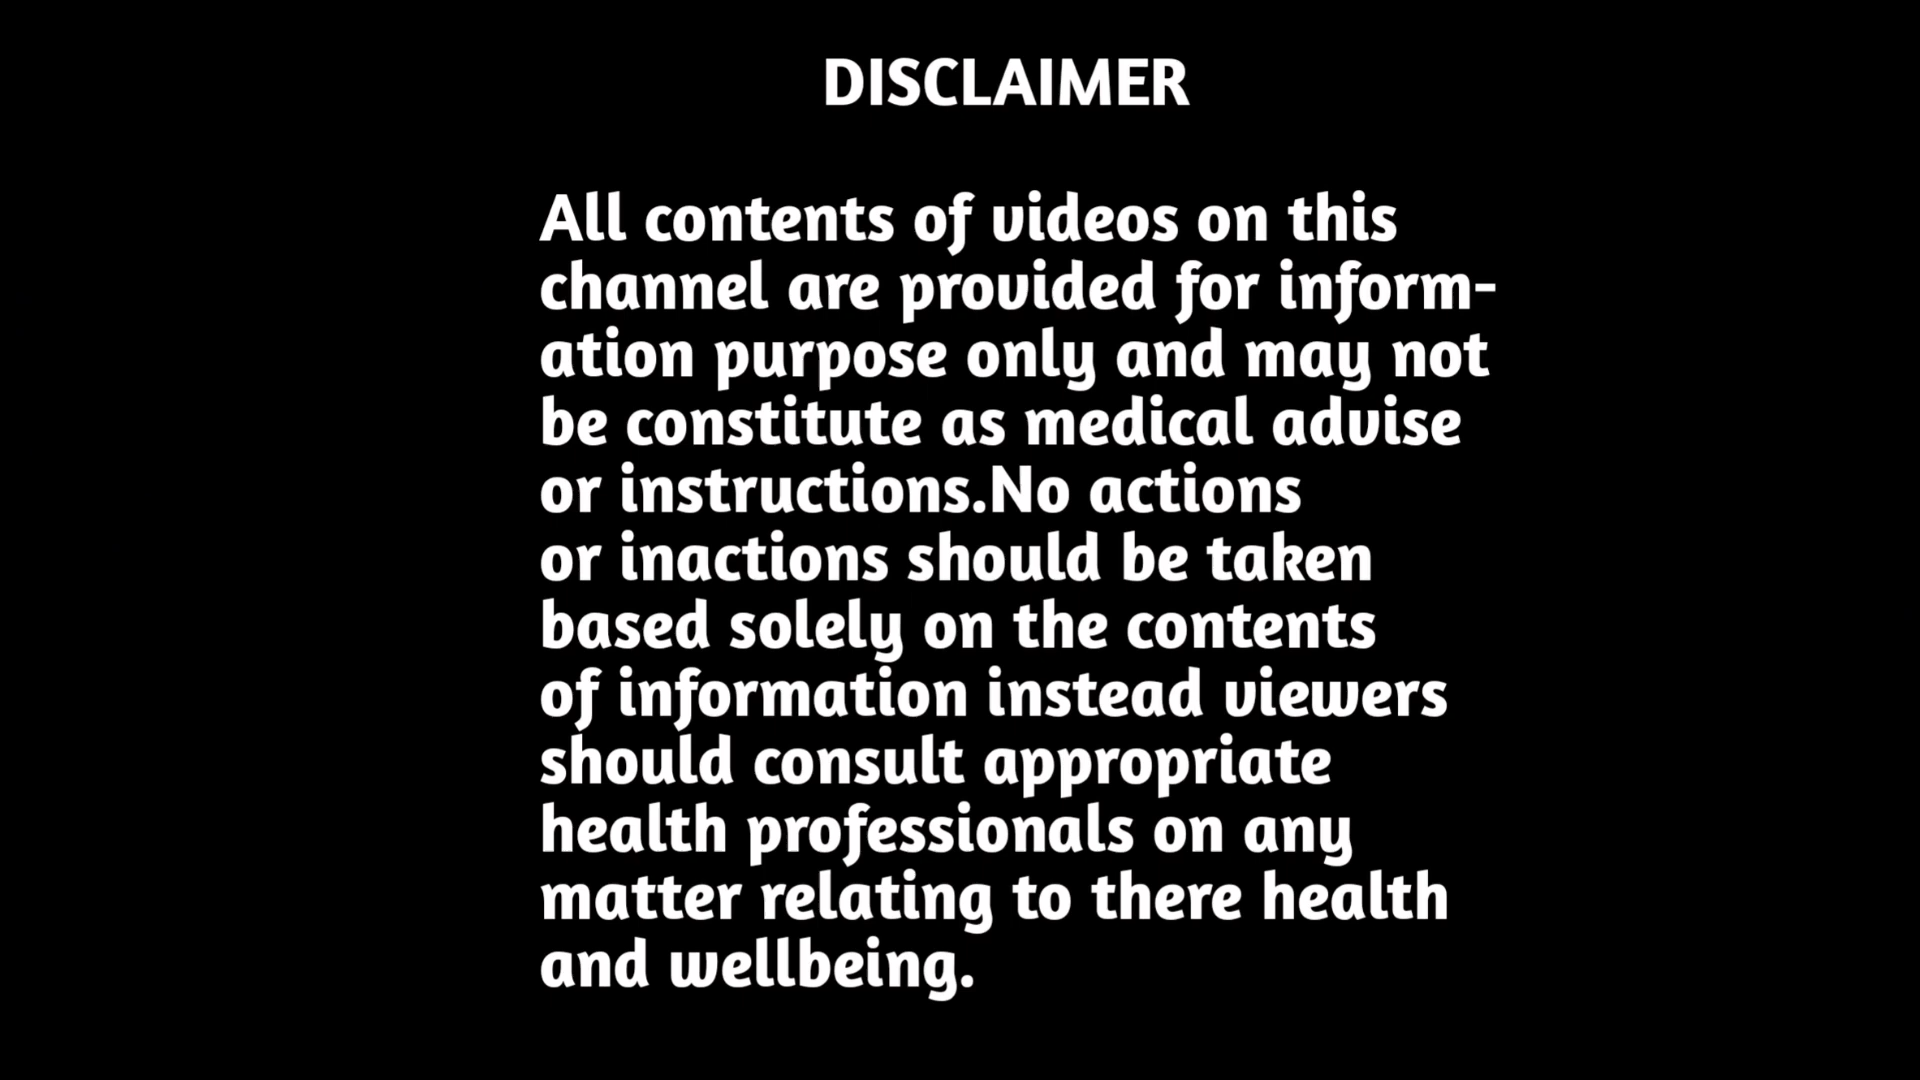 DISCLAIMER
All contents of videos on this
channel are provided for inform-
ation purpose only and may not
be constitute as medical advise
or instructions.No actions
or inactions should be taken
based solely on the contents
of information instead viewers
should consult appropriate
health professionals on any
matter relating to there health
and wellbeing.